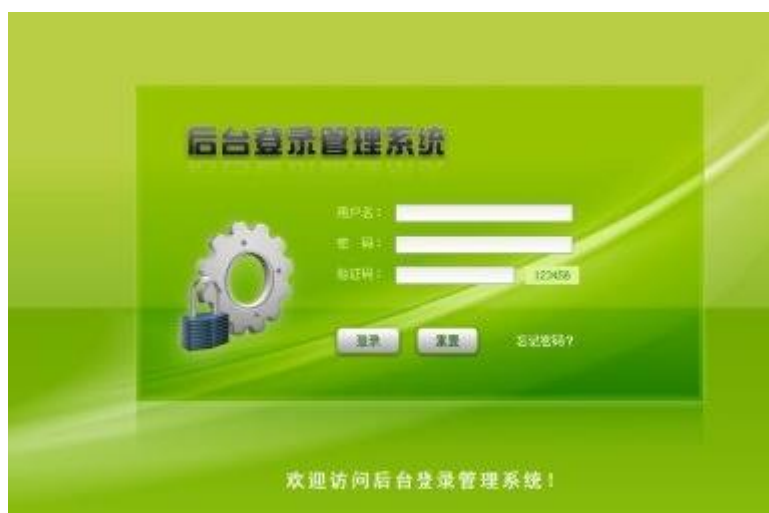 后台登录管理系统
用户名：
密 码：
验证码： 123456
登录 重置 忘记密码？
欢迎访问后台登录管理系统！